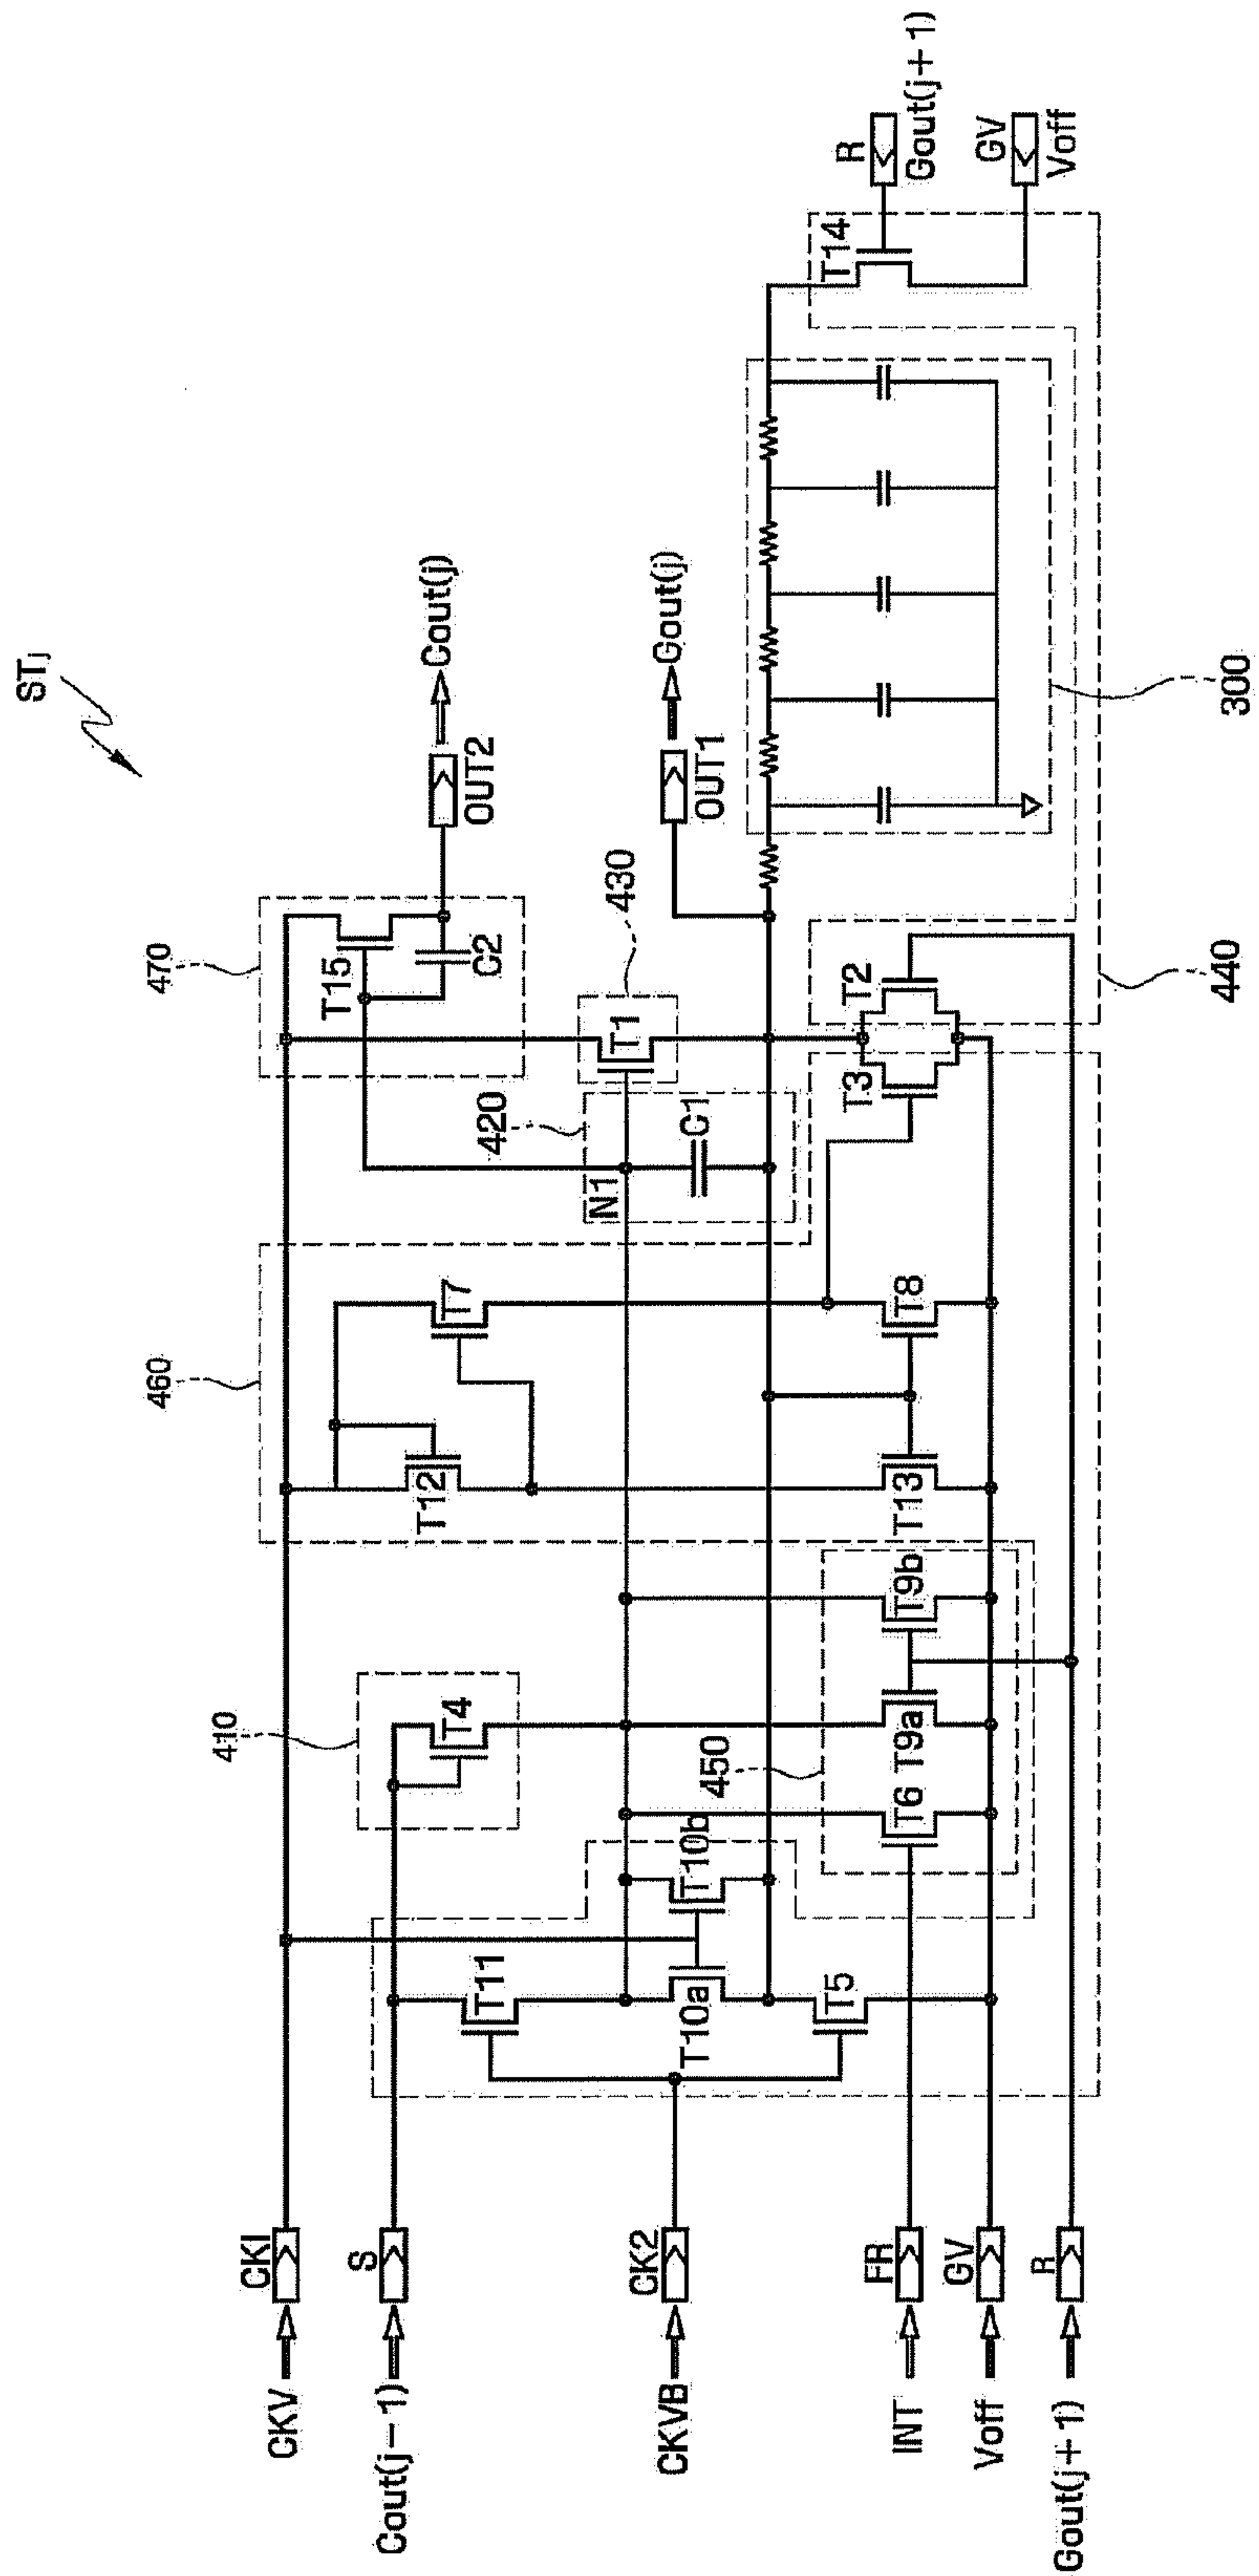 STj
470
T15
C2
OUT2
Cout(j)
430
T1
420
N1
C1
OUT1
Gout(j)
460
T7
T12
T3
T2
T8
T13
410
T4
450
T9b
T9a
T6
T10b
T10a
T11
T5
T14
R
Gout(j+1)
GV
Voff
300
440
CKV
CKI
Cout(j-1)
S
CKVB
CK2
INT
FR
Voff
GV
Gout(j+1)
R